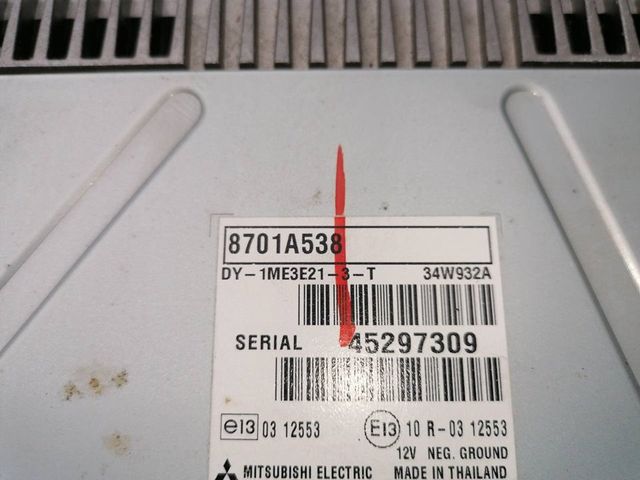 8701A538
DY-1ME3E21-3-T 34W932A
SERIAL 45297309
e13 03 12553 E13 10 R-03 12553
12V NEG. GROUND
MITSUBISHI ELECTRIC MADE IN THAILAND